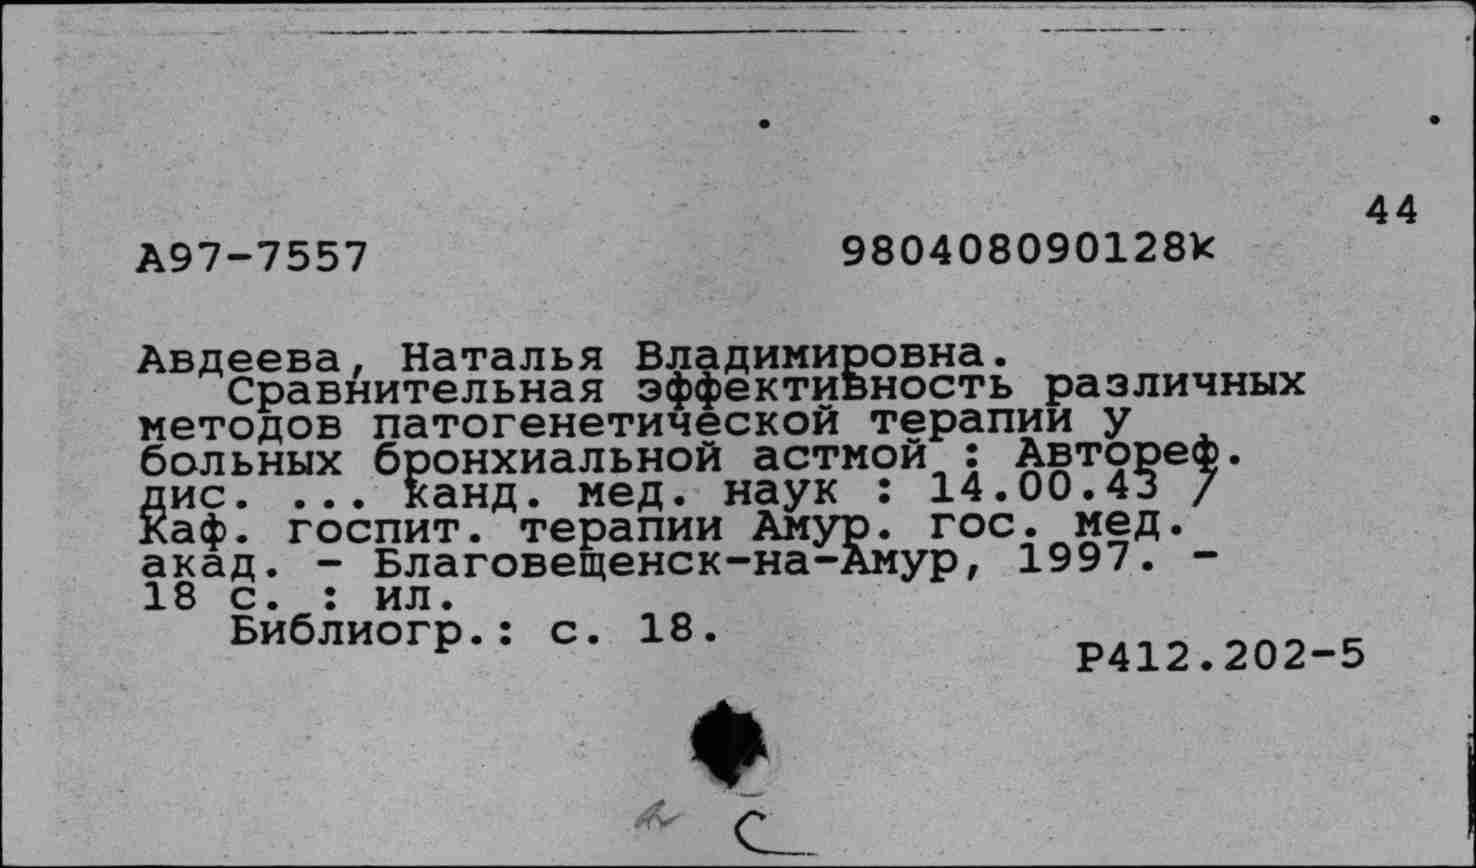 44
А97-7557 980408090128к
Авдеева, Наталья Владимировна.
Сравнительная эффективность различных
методов патогенетической терапии у
больных бронхиальной астмой : Автореф.
дис. ... канд. мед. наук : 14.00.43 /
Каф. госпит. терапии Амур. гос. мед.
акад. - Благовещенск-на-Амур, 1997. -
18 с. : ил.
Библиогр.: с. 18.
Р412.202-5
С